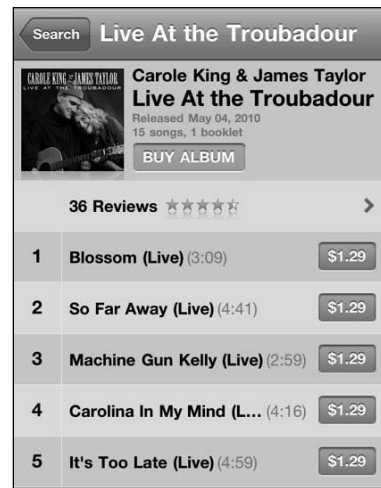 Search
Live At the Troubadour
CAROLE KING & JAMES TAYLOR
LIVE AT THE TROUBADOUR
Carole King & James Taylor
Live At the Troubadour
Released May 04, 2010
15 songs, 1 booklet
BUY ALBUM
36 Reviews
1 Blossom (Live) (3:09) $1.29
2 So Far Away (Live) (4:41) $1.29
3 Machine Gun Kelly (Live) (2:59) $1.29
4 Carolina In My Mind (L... (4:16) $1.29
5 It's Too Late (Live) (4:59) $1.29